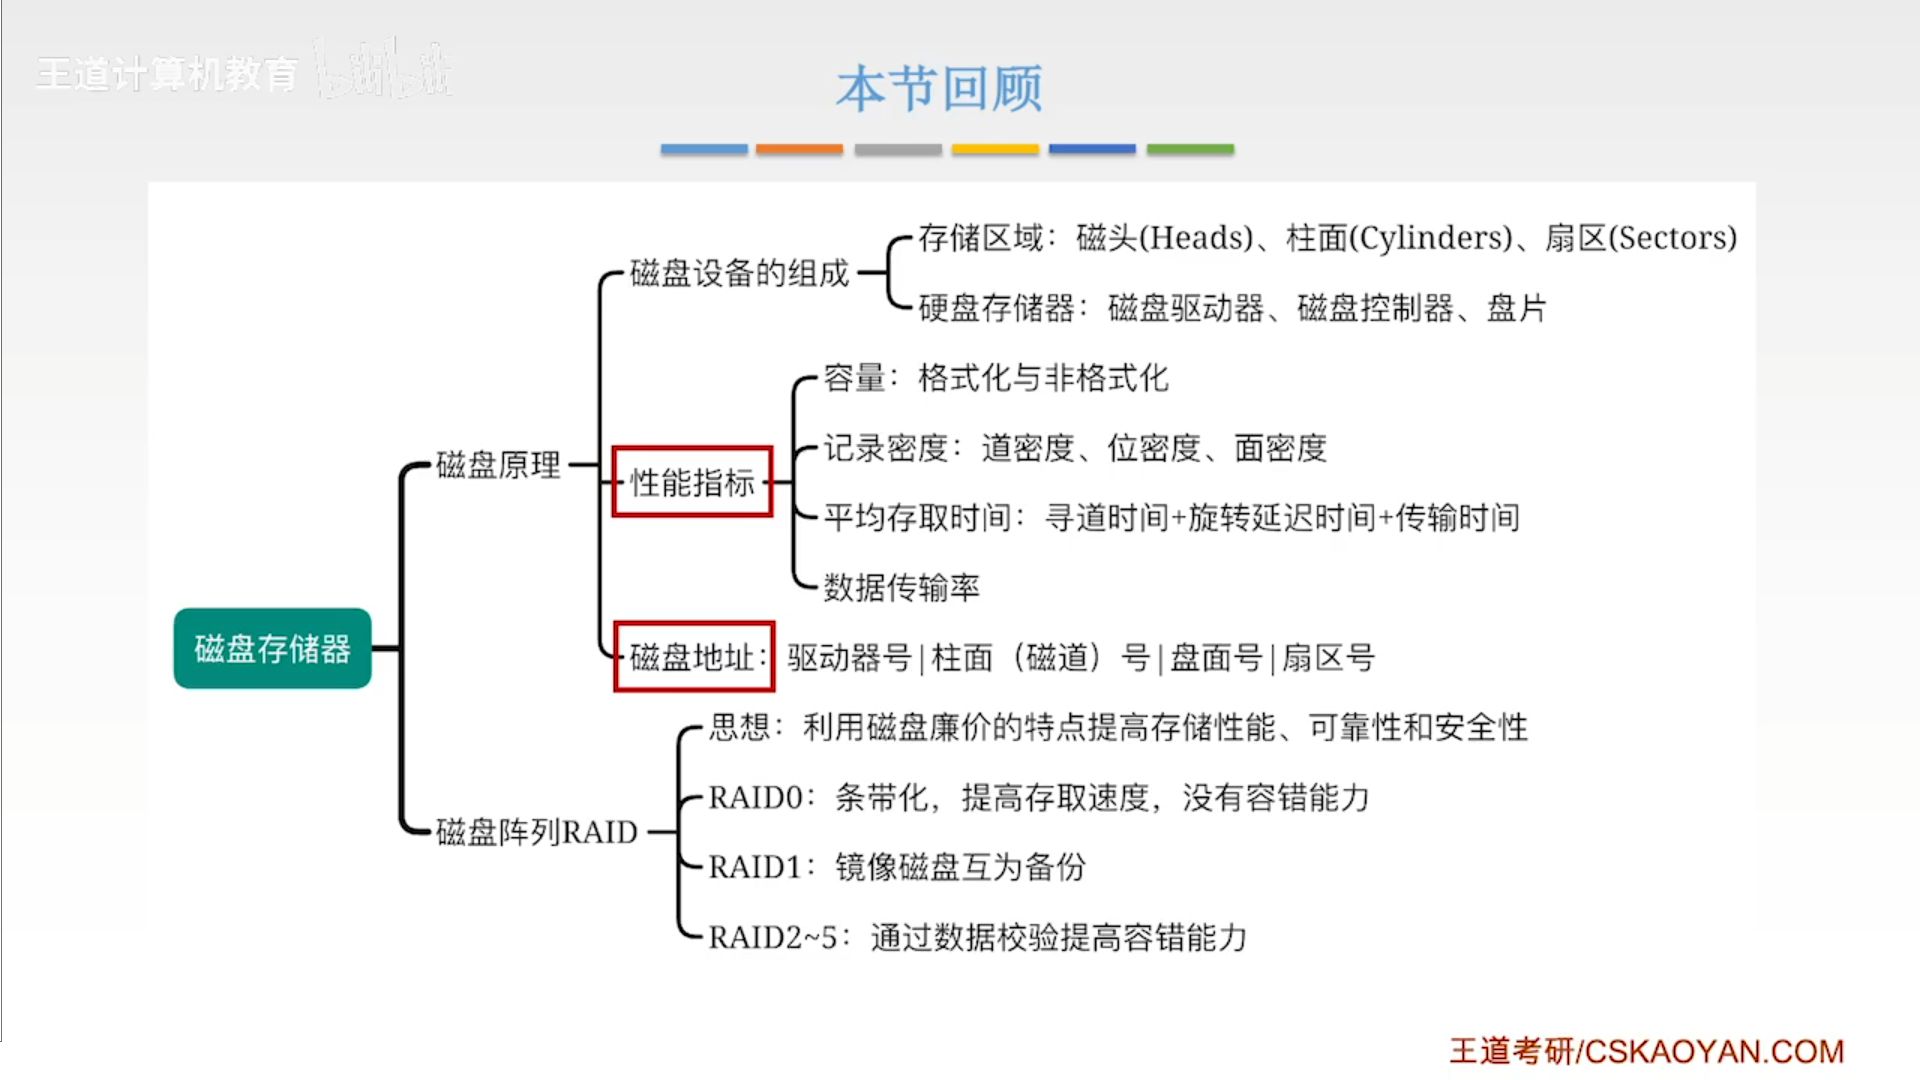 王道计算机教育 bilibili
本节回顾
存储区域：磁头(Heads)、柱面(Cylinders)、扇区(Sectors)
磁盘设备的组成
硬盘存储器：磁盘驱动器、磁盘控制器、盘片
容量：格式化与非格式化
记录密度：道密度、位密度、面密度
磁盘原理
性能指标
平均存取时间：寻道时间+旋转延迟时间+传输时间
数据传输率
磁盘存储器
磁盘地址：驱动器号|柱面（磁道）号|盘面号|扇区号
思想：利用磁盘廉价的特点提高存储性能、可靠性和安全性
RAID0：条带化，提高存取速度，没有容错能力
磁盘阵列RAID
RAID1：镜像磁盘互为备份
RAID2~5：通过数据校验提高容错能力
王道考研/CSKAOYAN.COM